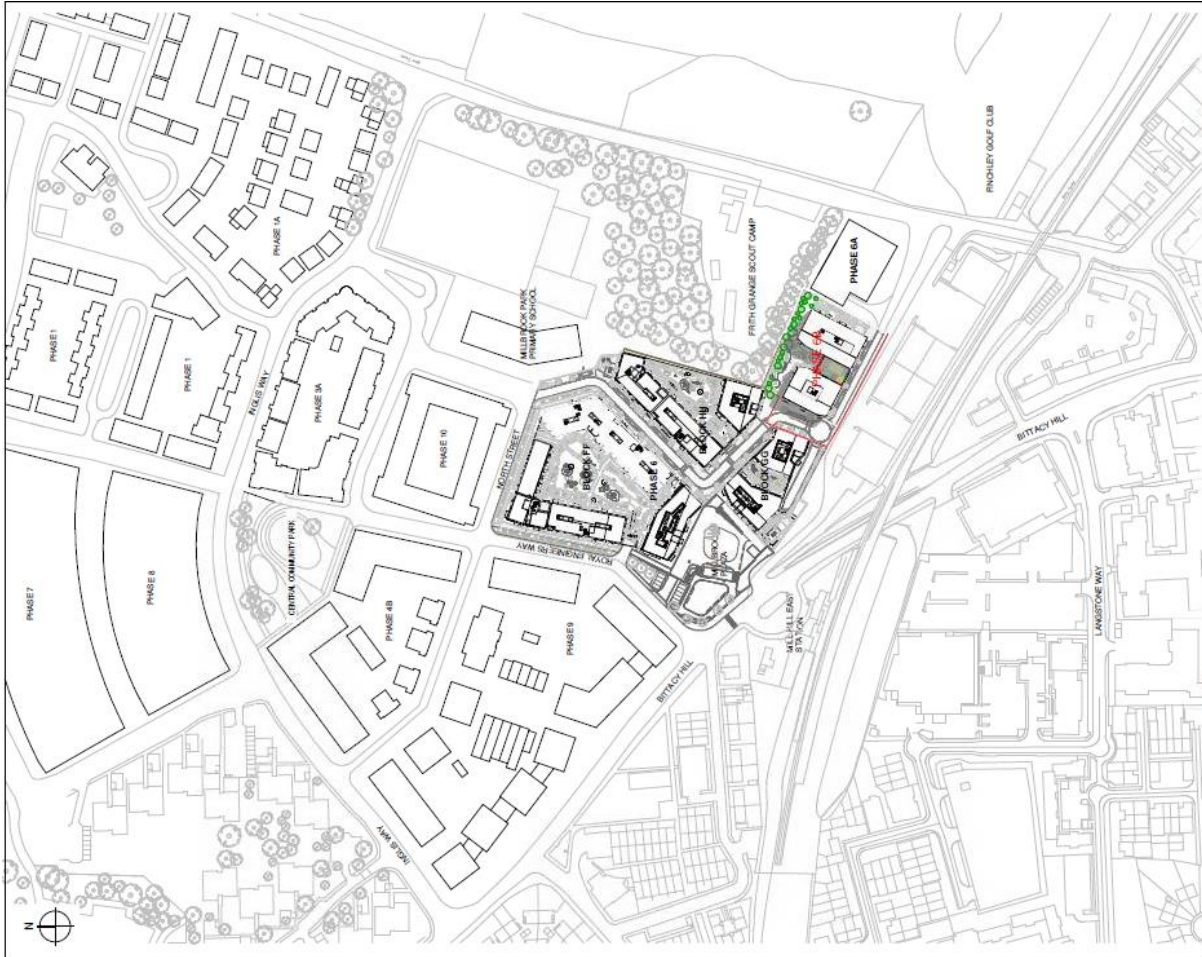 PHASE 7
PHASE 8
PHASE 1
PHASE 1
PHASE 1A
INGLIS WAY
PHASE 3A
CENTRAL COMMUNITY PARK
PHASE 10
MILLBROOK PARK
PRIMARY SCHOOL
NORTH STREET
PHASE 4B
ROYAL ENGINEERS WAY
BLOCK FF
PHASE 6
BLOCK HH
BLOCK GG
PHASE 9
INGLIS WAY
BITTACY HILL
PLAZA
MILL HILL EAST
STATION
FRITH GRANGE SCOUT CAMP
PHASE 6A
PHASE 6B
FINCHLEY GOLF CLUB
BITTACY HILL
LANGSTONE WAY
N